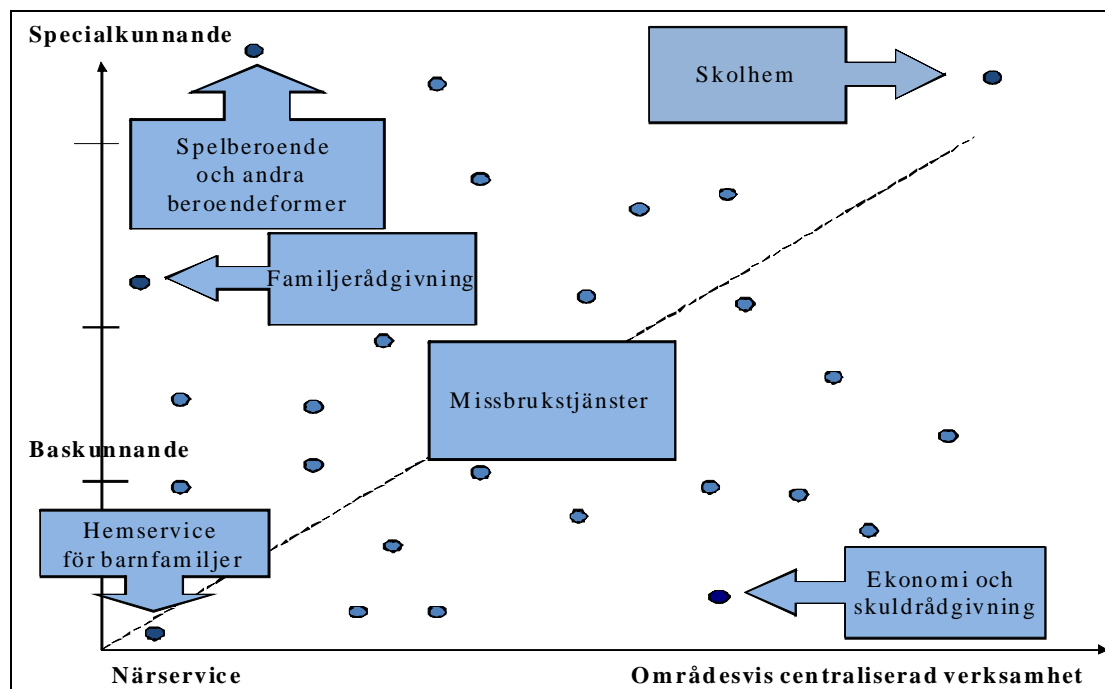 Specialkunnande
Skolhem
Spelberoende
och andra
beroendeformer
Familjerådgivning
Missbrukstjänster
Baskunnande
Hemservice
för barnfamiljer
Ekonomi och
skuldrådgivning
Närservice
Områdesvis centraliserad verksamhet